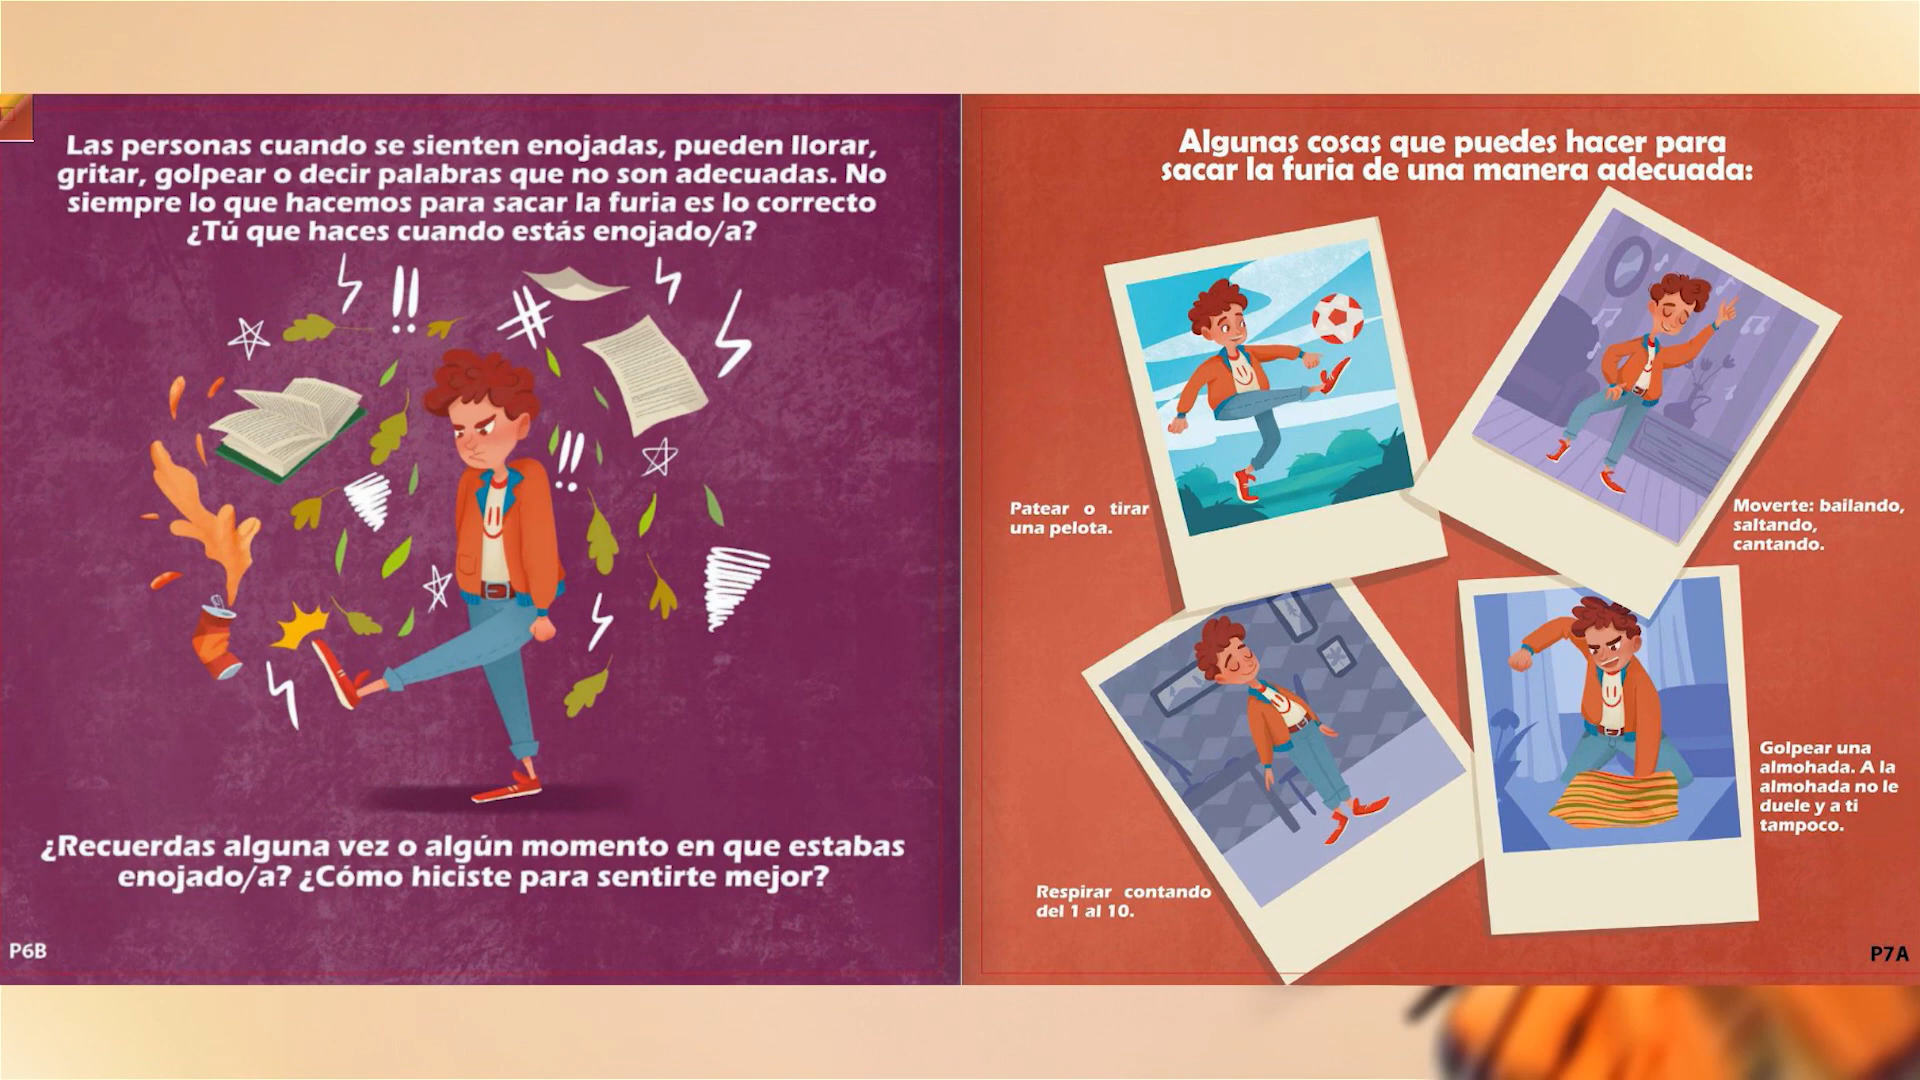 Las personas cuando se sienten enojadas, pueden llorar,
gritar, golpear o decir palabras que no son adecuadas. No
siempre lo que hacemos para sacar la furia es lo correcto
¿Tú que haces cuando estás enojado/a?
¿Recuerdas alguna vez o algún momento en que estabas
enojado/a? ¿Cómo hiciste para sentirte mejor?
P6B
Algunas cosas que puedes hacer para
sacar la furia de una manera adecuada:
Patear o tirar
una pelota.
Moverte: bailando,
saltando,
cantando.
Respirar contando
del 1 al 10.
Golpear una
almohada. A la
almohada no le
duele y a ti
tampoco.
P7A